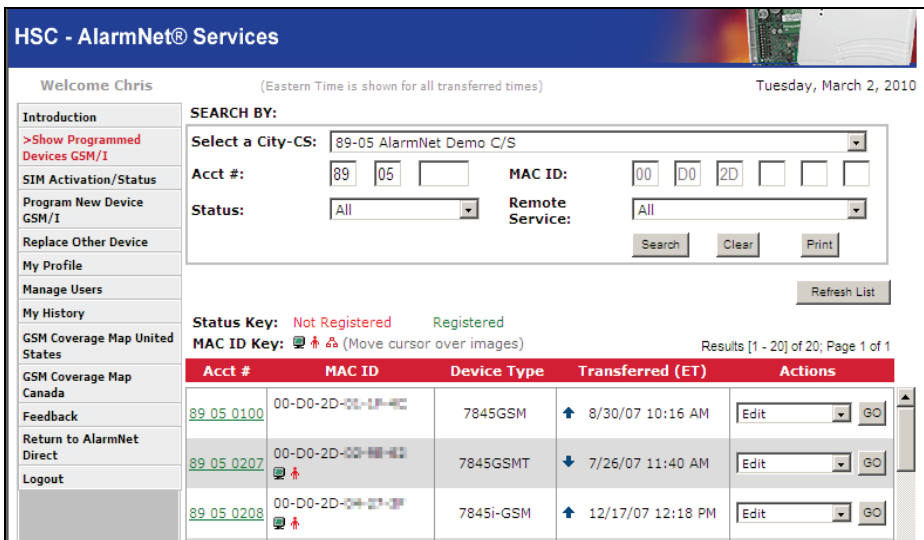 HSC - AlarmNet® Services
Welcome Chris
(Eastern Time is shown for all transferred times)
Tuesday, March 2, 2010
Introduction
>Show Programmed
Devices GSM/I
SIM Activation/Status
Program New Device
GSM/I
Replace Other Device
My Profile
Manage Users
My History
GSM Coverage Map United
States
GSM Coverage Map
Canada
Feedback
Return to AlarmNet
Direct
Logout
SEARCH BY:
Select a City-CS: 89-05 AlarmNet Demo C/S
Acct #: 89 05 MAC ID: 00 D0 2D
Status: All Remote Service: All
Search Clear Print
Refresh List
Status Key: Not Registered Registered
MAC ID Key: (Move cursor over images)
Results [1 - 20] of 20; Page 1 of 1
Acct # MAC ID Device Type Transferred (ET) Actions
89 05 0100 00-D0-2D- 7845GSM 8/30/07 10:16 AM Edit GO
89 05 0207 00-D0-2D- 7845GSMT 7/26/07 11:40 AM Edit GO
89 05 0208 00-D0-2D- 7845i-GSM 12/17/07 12:18 PM Edit GO